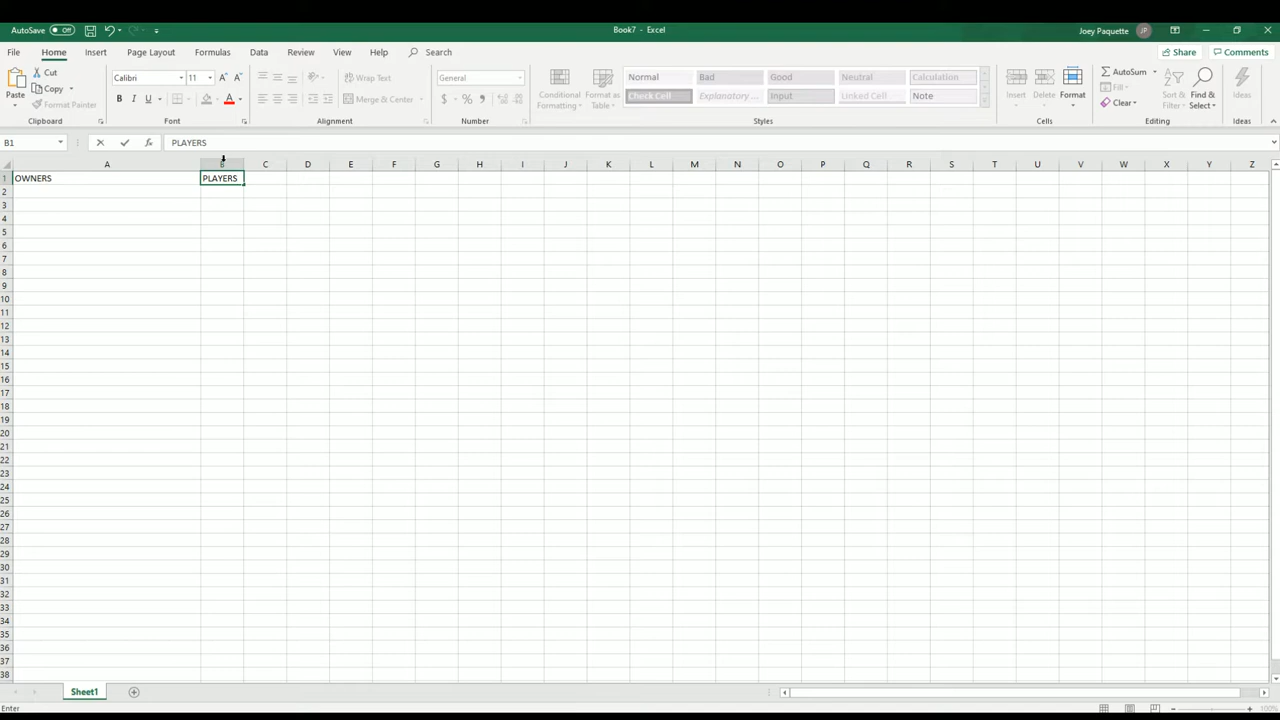 AutoSave Off
Book7 - Excel
Joey Paquette JP
File Home Insert Page Layout Formulas Data Review View Help Search
Share Comments
Paste
Cut
Copy
Format Painter
Clipboard
Calibri 11
B I U
Font
Wrap Text
Merge & Center
Alignment
General
$ % ,
Number
Conditional Formatting
Format as Table
Normal Bad Good Neutral Calculation
Check Cell Explanatory ... Input Linked Cell Note
Styles
Insert Delete Format
Cells
AutoSum
Fill
Clear
Sort & Filter
Find & Select
Editing
Ideas
Ideas
B1 fx PLAYERS
A B C D E F G H I J K L M N O P Q R S T U V W X Y Z
1 OWNERS PLAYERS
2
3
4
5
6
7
8
9
10
11
12
13
14
15
16
17
18
19
20
21
22
23
24
25
26
27
28
29
30
31
32
33
34
35
36
37
38
Sheet1
Enter
100%